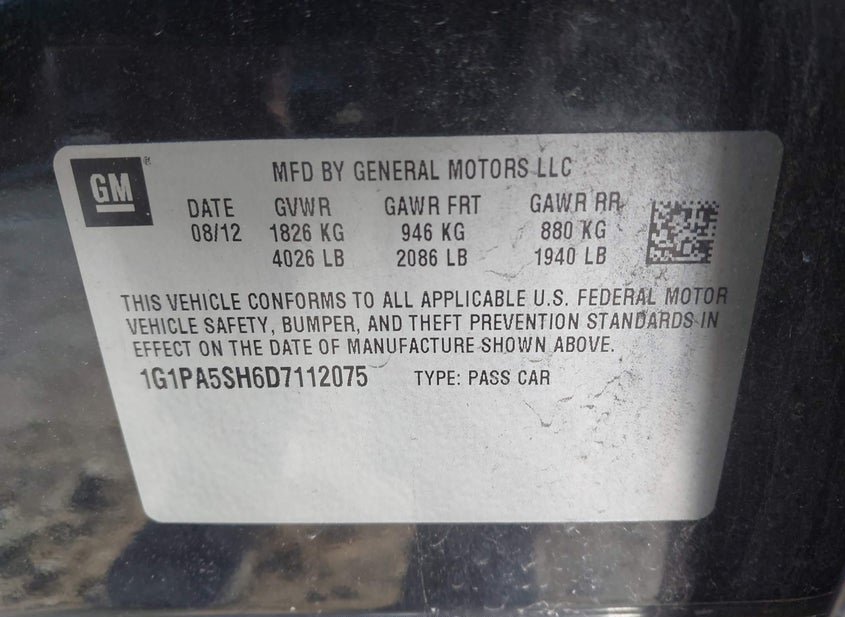 GM
MFD BY GENERAL MOTORS LLC
DATE GVWR GAWR FRT GAWR RR
08/12 1826 KG 946 KG 880 KG
4026 LB 2086 LB 1940 LB
THIS VEHICLE CONFORMS TO ALL APPLICABLE U.S. FEDERAL MOTOR
VEHICLE SAFETY, BUMPER, AND THEFT PREVENTION STANDARDS IN
EFFECT ON THE DATE OF MANUFACTURE SHOWN ABOVE.
1G1PA5SH6D7112075 TYPE: PASS CAR